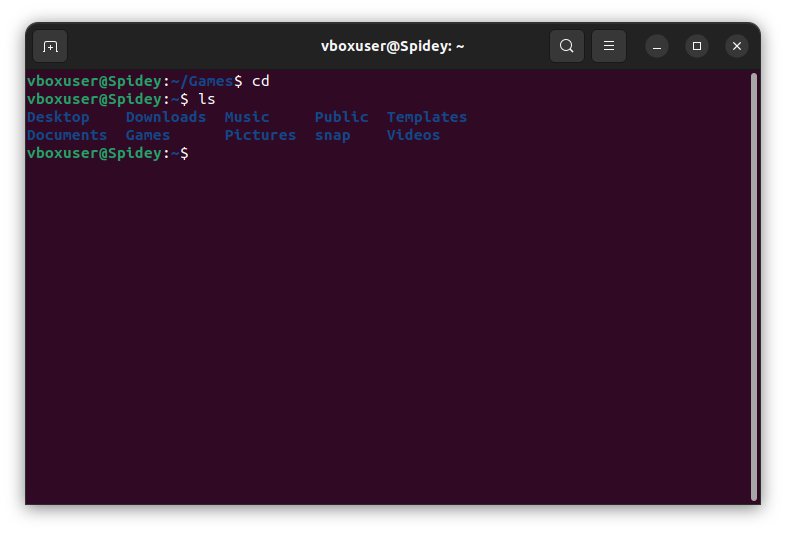 vboxuser@Spidey: ~
vboxuser@Spidey:~/Games$ cd
vboxuser@Spidey:~$ ls
Desktop    Downloads  Music     Public  Templates
Documents  Games      Pictures  snap    Videos
vboxuser@Spidey:~$